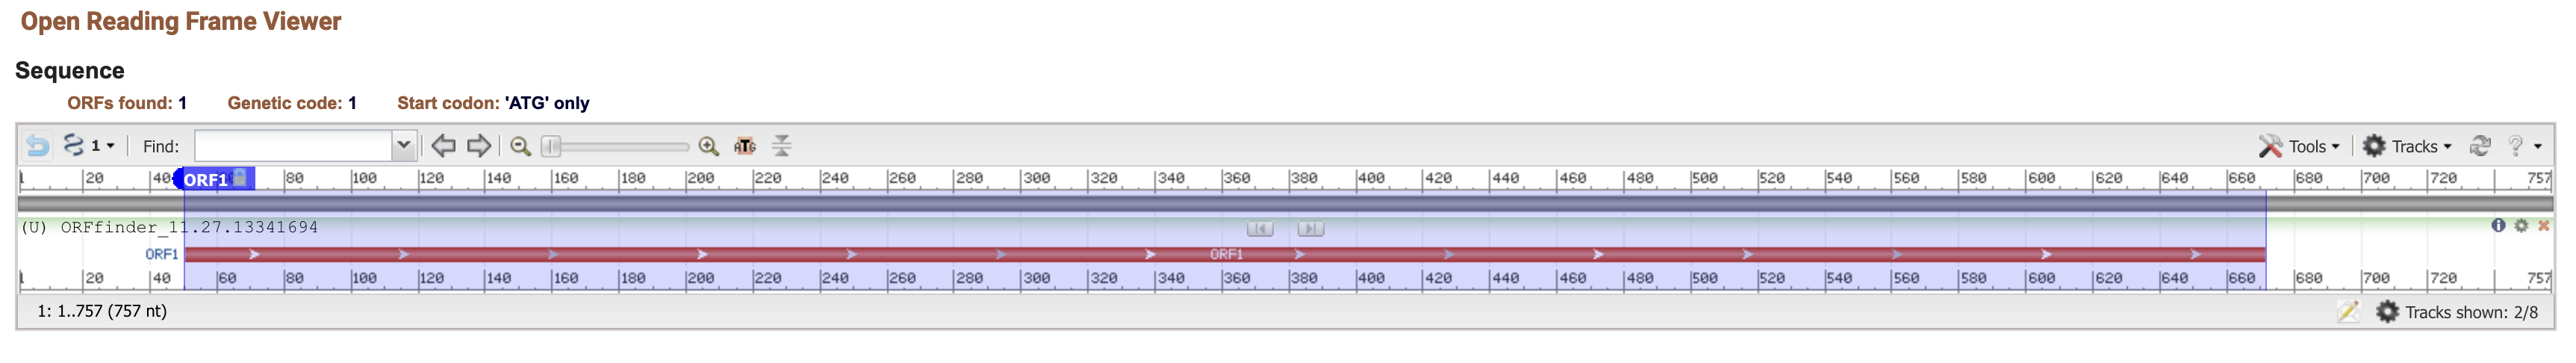 Open Reading Frame Viewer
Sequence
ORFs found: 1 Genetic code: 1 Start codon: 'ATG' only
1 Find: ATG Tools Tracks ?
1 20 40 ORF1 80 100 120 140 160 180 200 220 240 260 280 300 320 340 360 380 400 420 440 460 480 500 520 540 560 580 600 620 640 660 680 700 720 757
(U) ORFfinder_11.27.13341694
ORF1 ORF1
1 20 40 60 80 100 120 140 160 180 200 220 240 260 280 300 320 340 360 380 400 420 440 460 480 500 520 540 560 580 600 620 640 660 680 700 720 757
1: 1..757 (757 nt) Tracks shown: 2/8